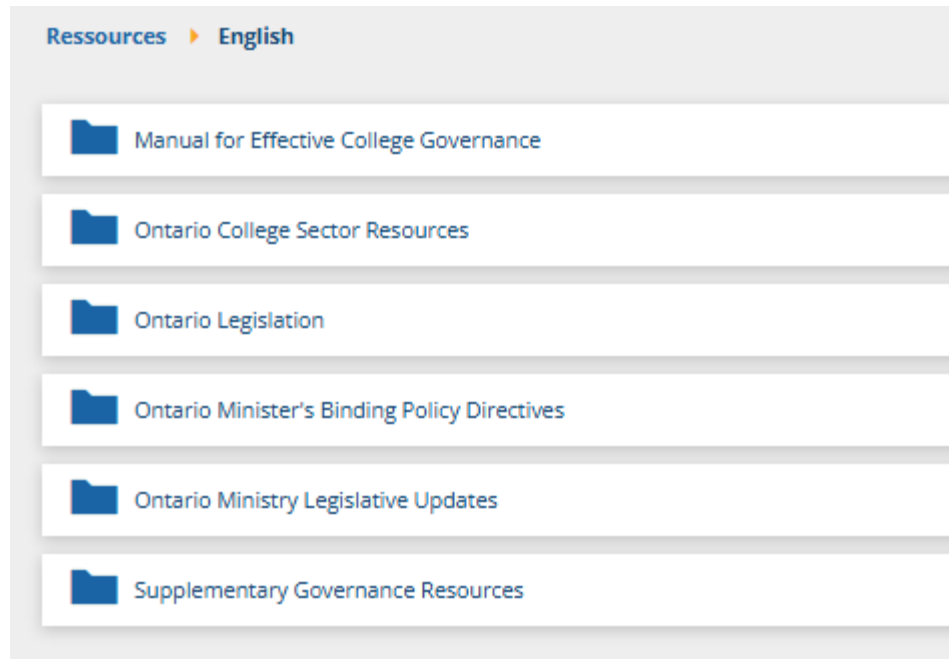 Ressources English
Manual for Effective College Governance
Ontario College Sector Resources
Ontario Legislation
Ontario Minister's Binding Policy Directives
Ontario Ministry Legislative Updates
Supplementary Governance Resources